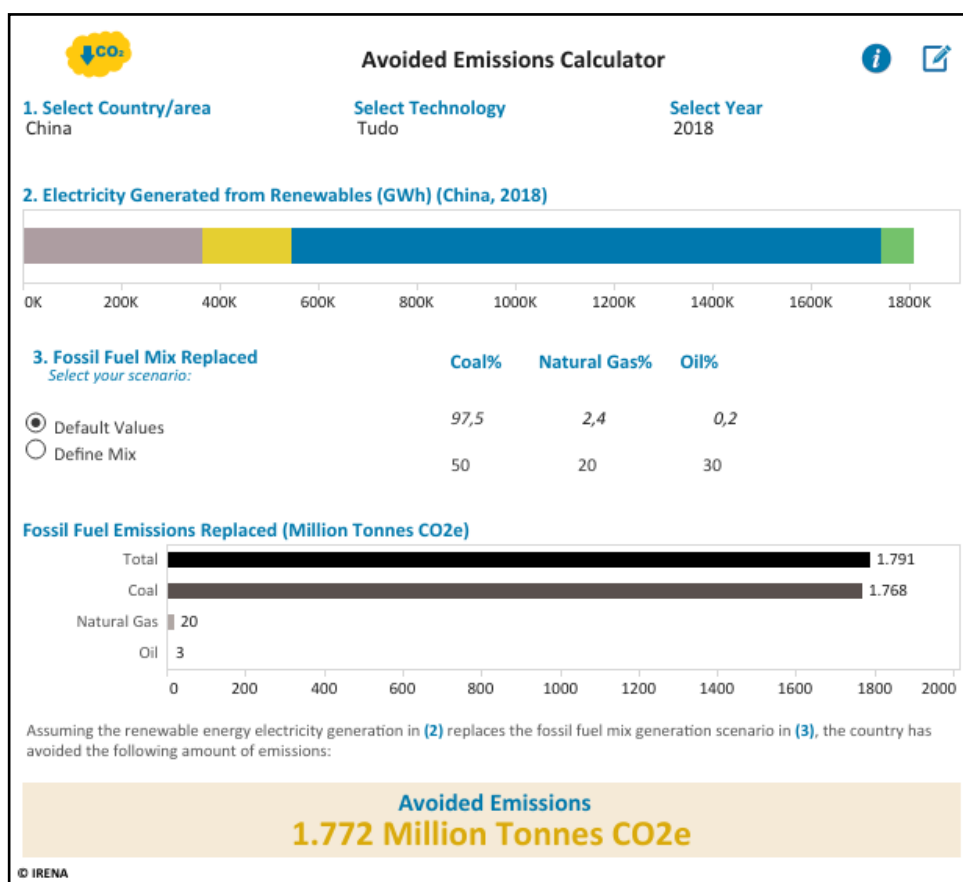 CO₂
Avoided Emissions Calculator
1. Select Country/area Select Technology Select Year
China Tudo 2018
2. Electricity Generated from Renewables (GWh) (China, 2018)
0K 200K 400K 600K 800K 1000K 1200K 1400K 1600K 1800K
3. Fossil Fuel Mix Replaced Coal% Natural Gas% Oil%
Select your scenario:
Default Values 97,5 2,4 0,2
Define Mix 50 20 30
Fossil Fuel Emissions Replaced (Million Tonnes CO2e)
Total 1.791
Coal 1.768
Natural Gas 20
Oil 3
0 200 400 600 800 1000 1200 1400 1600 1800 2000
Assuming the renewable energy electricity generation in (2) replaces the fossil fuel mix generation scenario in (3), the country has
avoided the following amount of emissions:
Avoided Emissions
1.772 Million Tonnes CO2e
© IRENA